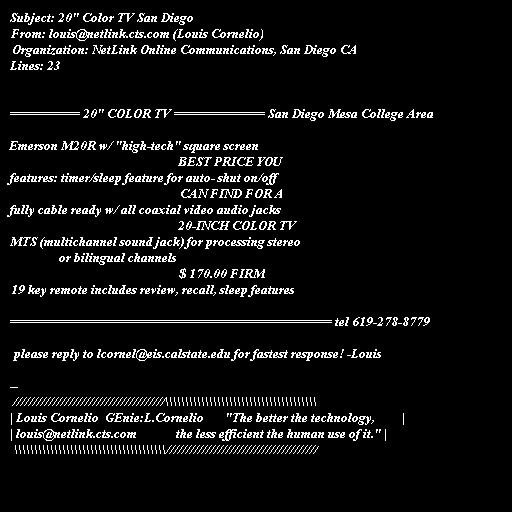 Subject: 20" Color TV San Diego
From: louis@netlink.cts.com (Louis Cornelio)
Organization: NetLink Online Communications, San Diego CA
Lines: 23
========== 20" COLOR TV ============= San Diego Mesa College Area
Emerson M20R w/ "high-tech" square screen
BEST PRICE YOU
features: timer/sleep feature for auto- shut on/off
CAN FIND FOR A
fully cable ready w/ all coaxial video audio jacks
20-INCH COLOR TV
MTS (multichannel sound jack) for processing stereo
or bilingual channels
$ 170.00 FIRM
19 key remote includes review, recall, sleep features
============================================== tel 619-278-8779
please reply to lcornel@eis.calstate.edu for fastest response! -Louis
--
//////////////////////////////////////\\\\\\\\\\\\\\\\\\\\\\\\\\\\\\\\\\\\\\
| Louis Cornelio GEnie:L.Cornelio "The better the technology, |
| louis@netlink.cts.com the less efficient the human use of it." |
\\\\\\\\\\\\\\\\\\\\\\\\\\\\\\\\\\\\\\//////////////////////////////////////